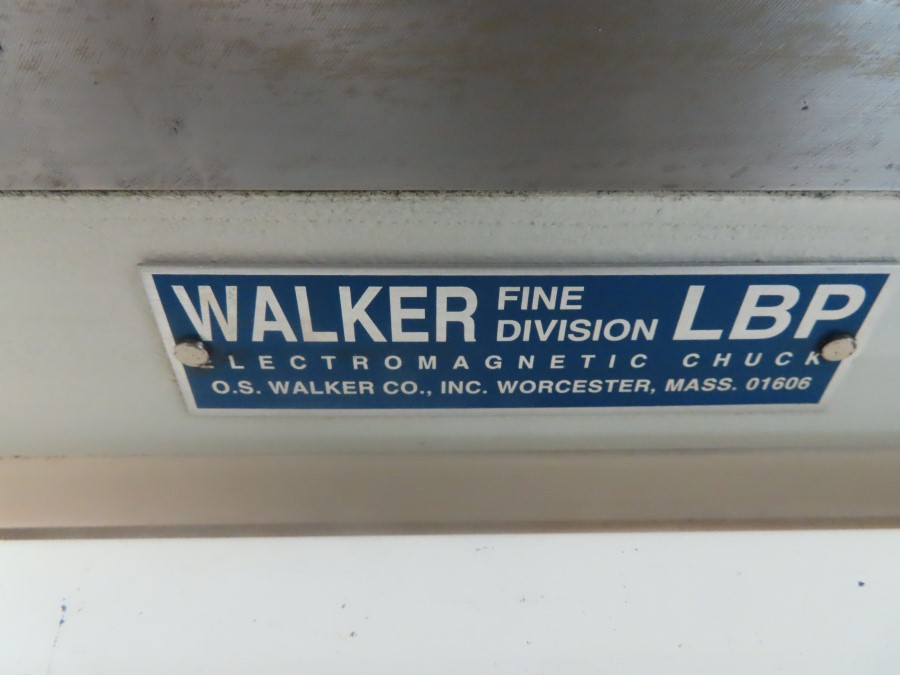 WALKER FINE DIVISION LBP
ELECTROMAGNETIC CHUCK
O.S. WALKER CO., INC. WORCESTER, MASS. 01606